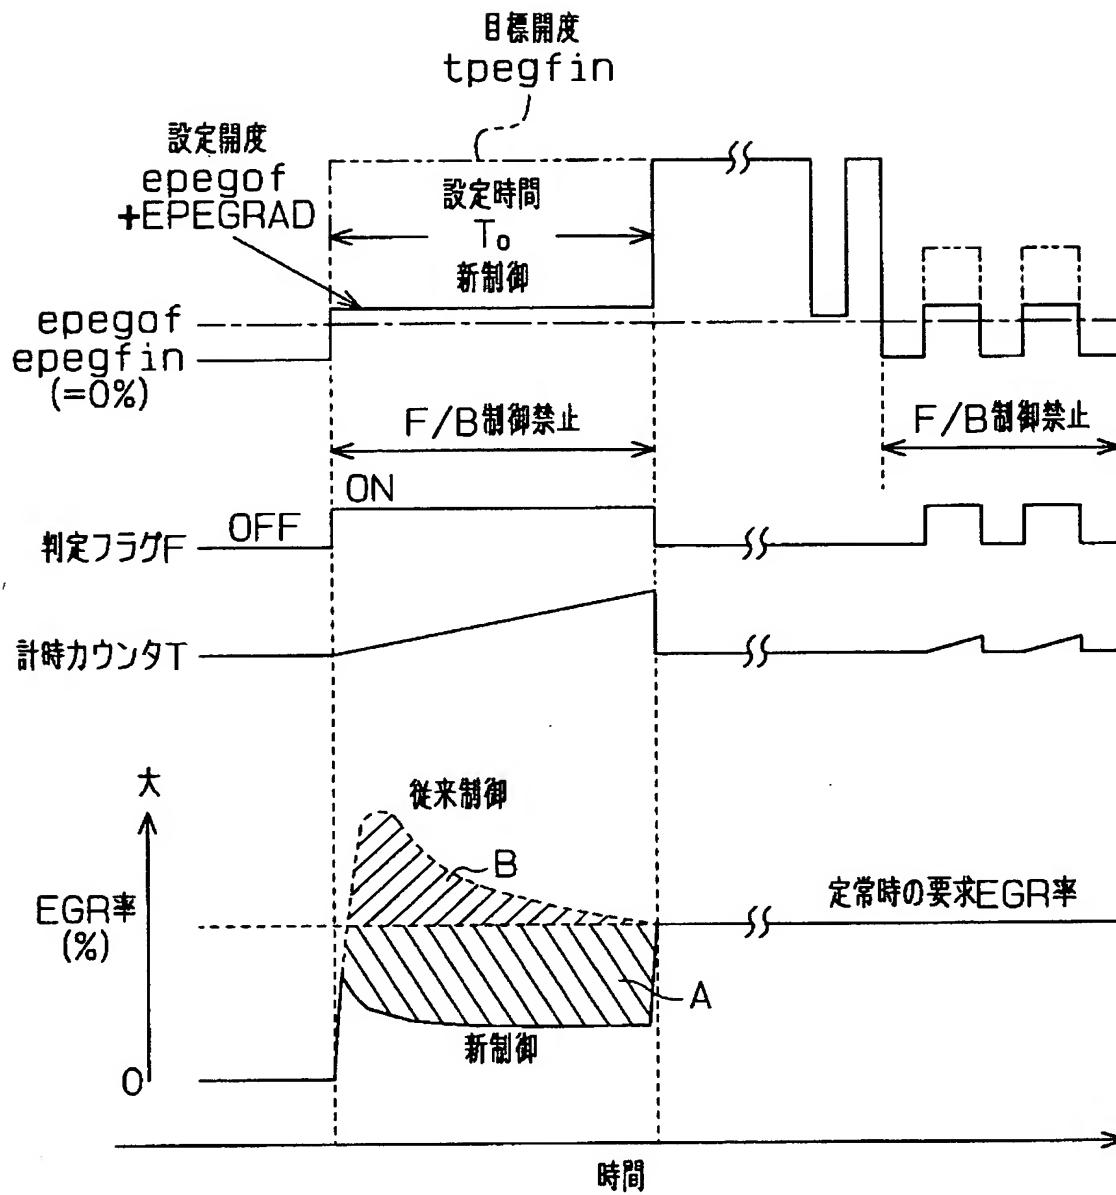 目標開度
tpegfin
設定開度
epegof
+EPEGRAD
設定時間
To
新制御
epegof
epegfin
(=0%)
F/B制御禁止
F/B制御禁止
ON
OFF
判定フラグF
計時カウンタT
大
従来制御
B
定常時の要求EGR率
EGR率
(%)
A
新制御
0
時間